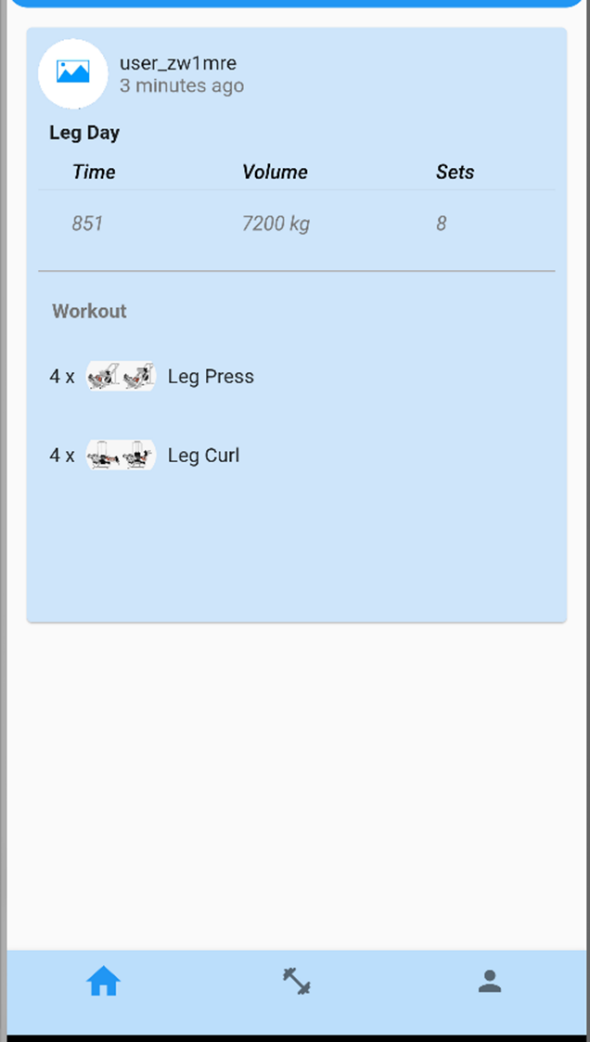 user_zw1mre
3 minutes ago
Leg Day
Time Volume Sets
851 7200 kg 8
Workout
4 x Leg Press
4 x Leg Curl